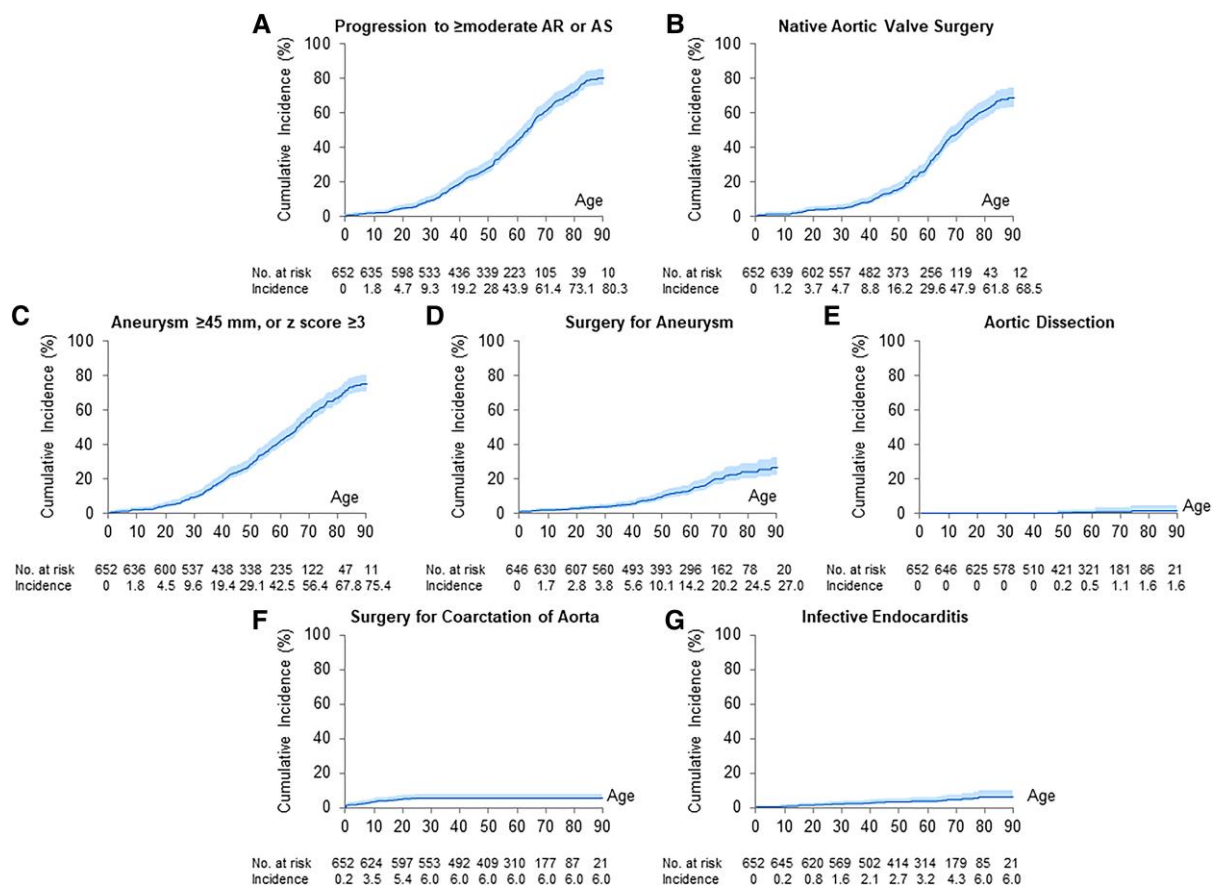 A Progression to ≥moderate AR or AS
Cumulative Incidence (%)
100
80
60
40
20
0
Age
0 10 20 30 40 50 60 70 80 90
No. at risk 652 635 598 533 436 339 223 105 39 10
Incidence 0 1.8 4.7 9.3 19.2 28 43.9 61.4 73.1 80.3
B Native Aortic Valve Surgery
Cumulative Incidence (%)
100
80
60
40
20
0
Age
0 10 20 30 40 50 60 70 80 90
No. at risk 652 639 602 557 482 373 256 119 43 12
Incidence 0 1.2 3.7 4.7 8.8 16.2 29.6 47.9 61.8 68.5
C Aneurysm ≥45 mm, or z score ≥3
Cumulative Incidence (%)
100
80
60
40
20
0
Age
0 10 20 30 40 50 60 70 80 90
No. at risk 652 636 600 537 438 338 235 122 47 11
Incidence 0 1.8 4.5 9.6 19.4 29.1 42.5 56.4 67.8 75.4
D Surgery for Aneurysm
Cumulative Incidence (%)
100
80
60
40
20
0
Age
0 10 20 30 40 50 60 70 80 90
No. at risk 646 630 607 560 493 393 296 162 78 20
Incidence 0 1.7 2.8 3.8 5.6 10.1 14.2 20.2 24.5 27.0
E Aortic Dissection
Cumulative Incidence (%)
100
80
60
40
20
0
Age
0 10 20 30 40 50 60 70 80 90
No. at risk 652 646 625 578 510 421 321 181 86 21
Incidence 0 0 0 0 0 0.2 0.5 1.1 1.6 1.6
F Surgery for Coarctation of Aorta
Cumulative Incidence (%)
100
80
60
40
20
0
Age
0 10 20 30 40 50 60 70 80 90
No. at risk 652 624 597 553 492 409 310 177 87 21
Incidence 0.2 3.5 5.4 6.0 6.0 6.0 6.0 6.0 6.0 6.0
G Infective Endocarditis
Cumulative Incidence (%)
100
80
60
40
20
0
Age
0 10 20 30 40 50 60 70 80 90
No. at risk 652 645 620 569 502 414 314 179 85 21
Incidence 0 0.2 0.8 1.6 2.1 2.7 3.2 4.3 6.0 6.0